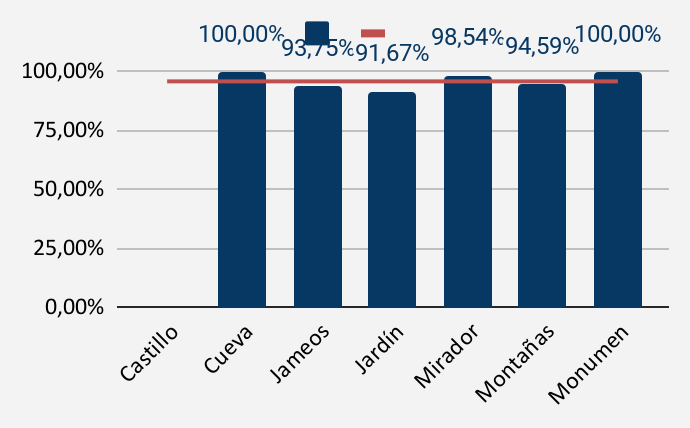 100,00%
93,75%
91,67%
98,54%
94,59%
100,00%
100,00%
75,00%
50,00%
25,00%
0,00%
Castillo
Cueva
Jameos
Jardín
Mirador
Montañas
Monumen